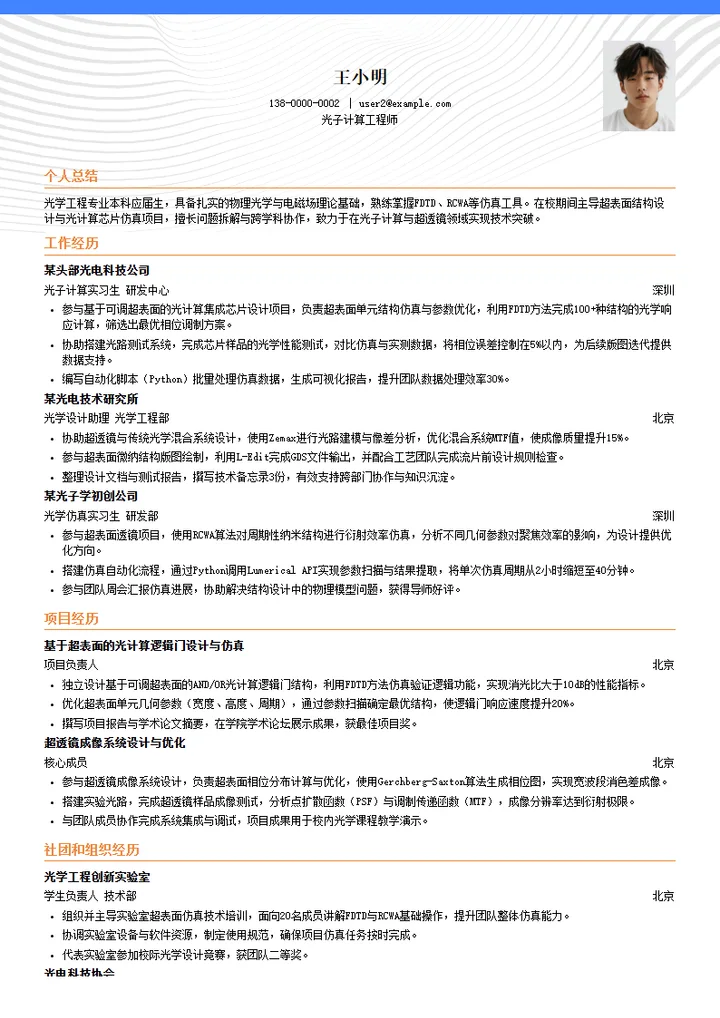 王小明
138-0000-0002 | user2@example.com
光子计算工程师
个人总结
光学工程专业本科应届生，具备扎实的物理光学与电磁场理论基础，熟练掌握FDTD、RCWA等仿真工具。在校期间主导超表面结构设
计与光计算芯片仿真项目，擅长问题拆解与跨学科协作，致力于在光子计算与超透镜领域实现技术突破。
工作经历
某头部光电科技公司
光子计算实习生 研发中心 深圳
• 参与基于可调超表面的光计算集成芯片设计项目，负责超表面单元结构仿真与参数优化，利用FDTD方法完成100+种结构的光学响
应计算，筛选出最优相位调制方案。
• 协助搭建光路测试系统，完成芯片样品的光学性能测试，对比仿真与实测数据，将相位误差控制在5%以内，为后续版图迭代提供
数据支持。
• 编写自动化脚本（Python）批量处理仿真数据，生成可视化报告，提升团队数据处理效率30%。
某光电技术研究所
光学设计助理 光学工程部 北京
• 协助超透镜与传统光学混合系统设计，使用Zemax进行光路建模与像差分析，优化混合系统MTF值，使成像质量提升15%。
• 参与超表面微纳结构版图绘制，利用L-Edit完成GDS文件输出，并配合工艺团队完成流片前设计规则检查。
• 整理设计文档与测试报告，撰写技术备忘录3份，有效支持跨部门协作与知识沉淀。
某光子学初创公司
光学仿真实习生 研发部 深圳
• 参与超表面透镜项目，使用RCWA算法对周期性纳米结构进行衍射效率仿真，分析不同几何参数对聚焦效率的影响，为设计提供优
化方向。
• 搭建仿真自动化流程，通过Python调用Lumerical API实现参数扫描与结果提取，将单次仿真周期从2小时缩短至40分钟。
• 参与团队周会汇报仿真进展，协助解决结构设计中的物理模型问题，获得导师好评。
项目经历
基于超表面的光计算逻辑门设计与仿真
项目负责人 北京
• 独立设计基于可调超表面的AND/OR光计算逻辑门结构，利用FDTD方法仿真验证逻辑功能，实现消光比大于10dB的性能指标。
• 优化超表面单元几何参数（宽度、高度、周期），通过参数扫描确定最优结构，使逻辑门响应速度提升20%。
• 撰写项目报告与学术论文摘要，在学院学术论坛展示成果，获最佳项目奖。
超透镜成像系统设计与优化
核心成员 北京
• 参与超透镜成像系统设计，负责超表面相位分布计算与优化，使用Gerchberg-Saxton算法生成相位图，实现宽波段消色差成像。
• 搭建实验光路，完成超透镜样品成像测试，分析点扩散函数（PSF）与调制传递函数（MTF），成像分辨率达到衍射极限。
• 与团队成员协作完成系统集成与调试，项目成果用于校内光学课程教学演示。
社团和组织经历
光学工程创新实验室
学生负责人 技术部 北京
• 组织并主导实验室超表面仿真技术培训，面向20名成员讲解FDTD与RCWA基础操作，提升团队整体仿真能力。
• 协调实验室设备与软件资源，制定使用规范，确保项目仿真任务按时完成。
• 代表实验室参加校际光学设计竞赛，获团队二等奖。
光电科技协会